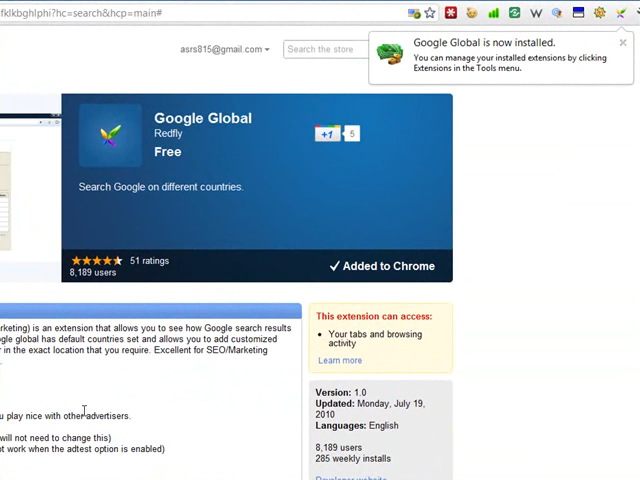 fklkbghlphi?hc=search&hcp=main#
asrs815@gmail.com
Search the store
Google Global is now installed.
You can manage your installed extensions by clicking
Extensions in the Tools menu.
Google Global
Redfly
Free
+1 5
Search Google on different countries.
51 ratings
8,189 users
Added to Chrome
rketing) is an extension that allows you to see how Google search results
gle global has default countries set and allows you to add customized
r in the exact location that you require. Excellent for SEO/Marketing
u play nice with other advertisers.
will not need to change this)
ot work when the adtest option is enabled)
This extension can access:
• Your tabs and browsing
activity
Learn more
Version: 1.0
Updated: Monday, July 19,
2010
Languages: English
8,189 users
285 weekly installs
Developer website